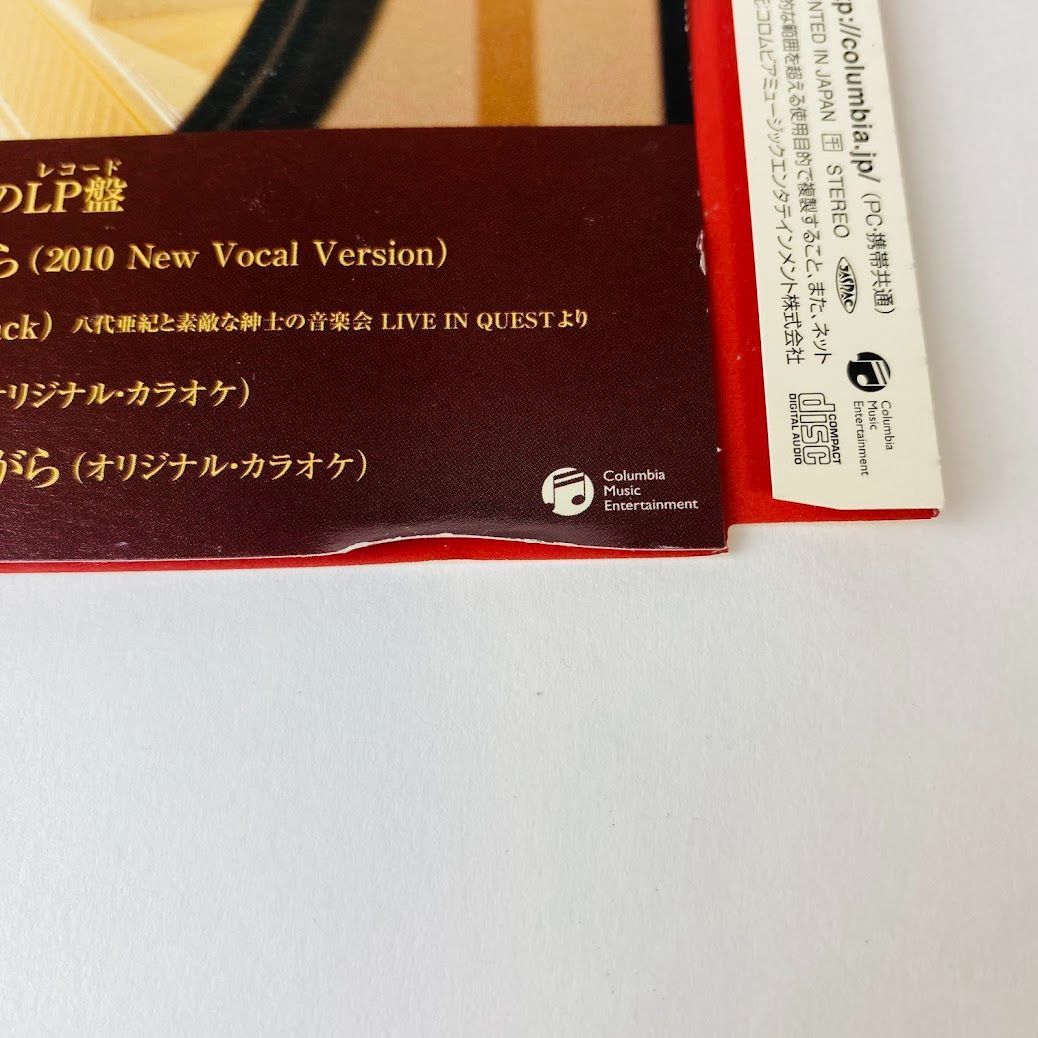 レコード
のLP盤
ら (2010 New Vocal Version)
ack) 八代亜紀と素敵な紳士の音楽会 LIVE IN QUESTより
オリジナル・カラオケ)
がら (オリジナル・カラオケ)
Columbia
Music
Entertainment
p://columbia.jp/ (PC・携帯共通)
NTED IN JAPAN 王 STEREO JASRAC
的な範囲を超える使用目的で複製すること、また、ネット
コロムビアミュージックエンタテインメント株式会社
Columbia
Music
Entertainment
COMPACT
disc
DIGITAL AUDIO